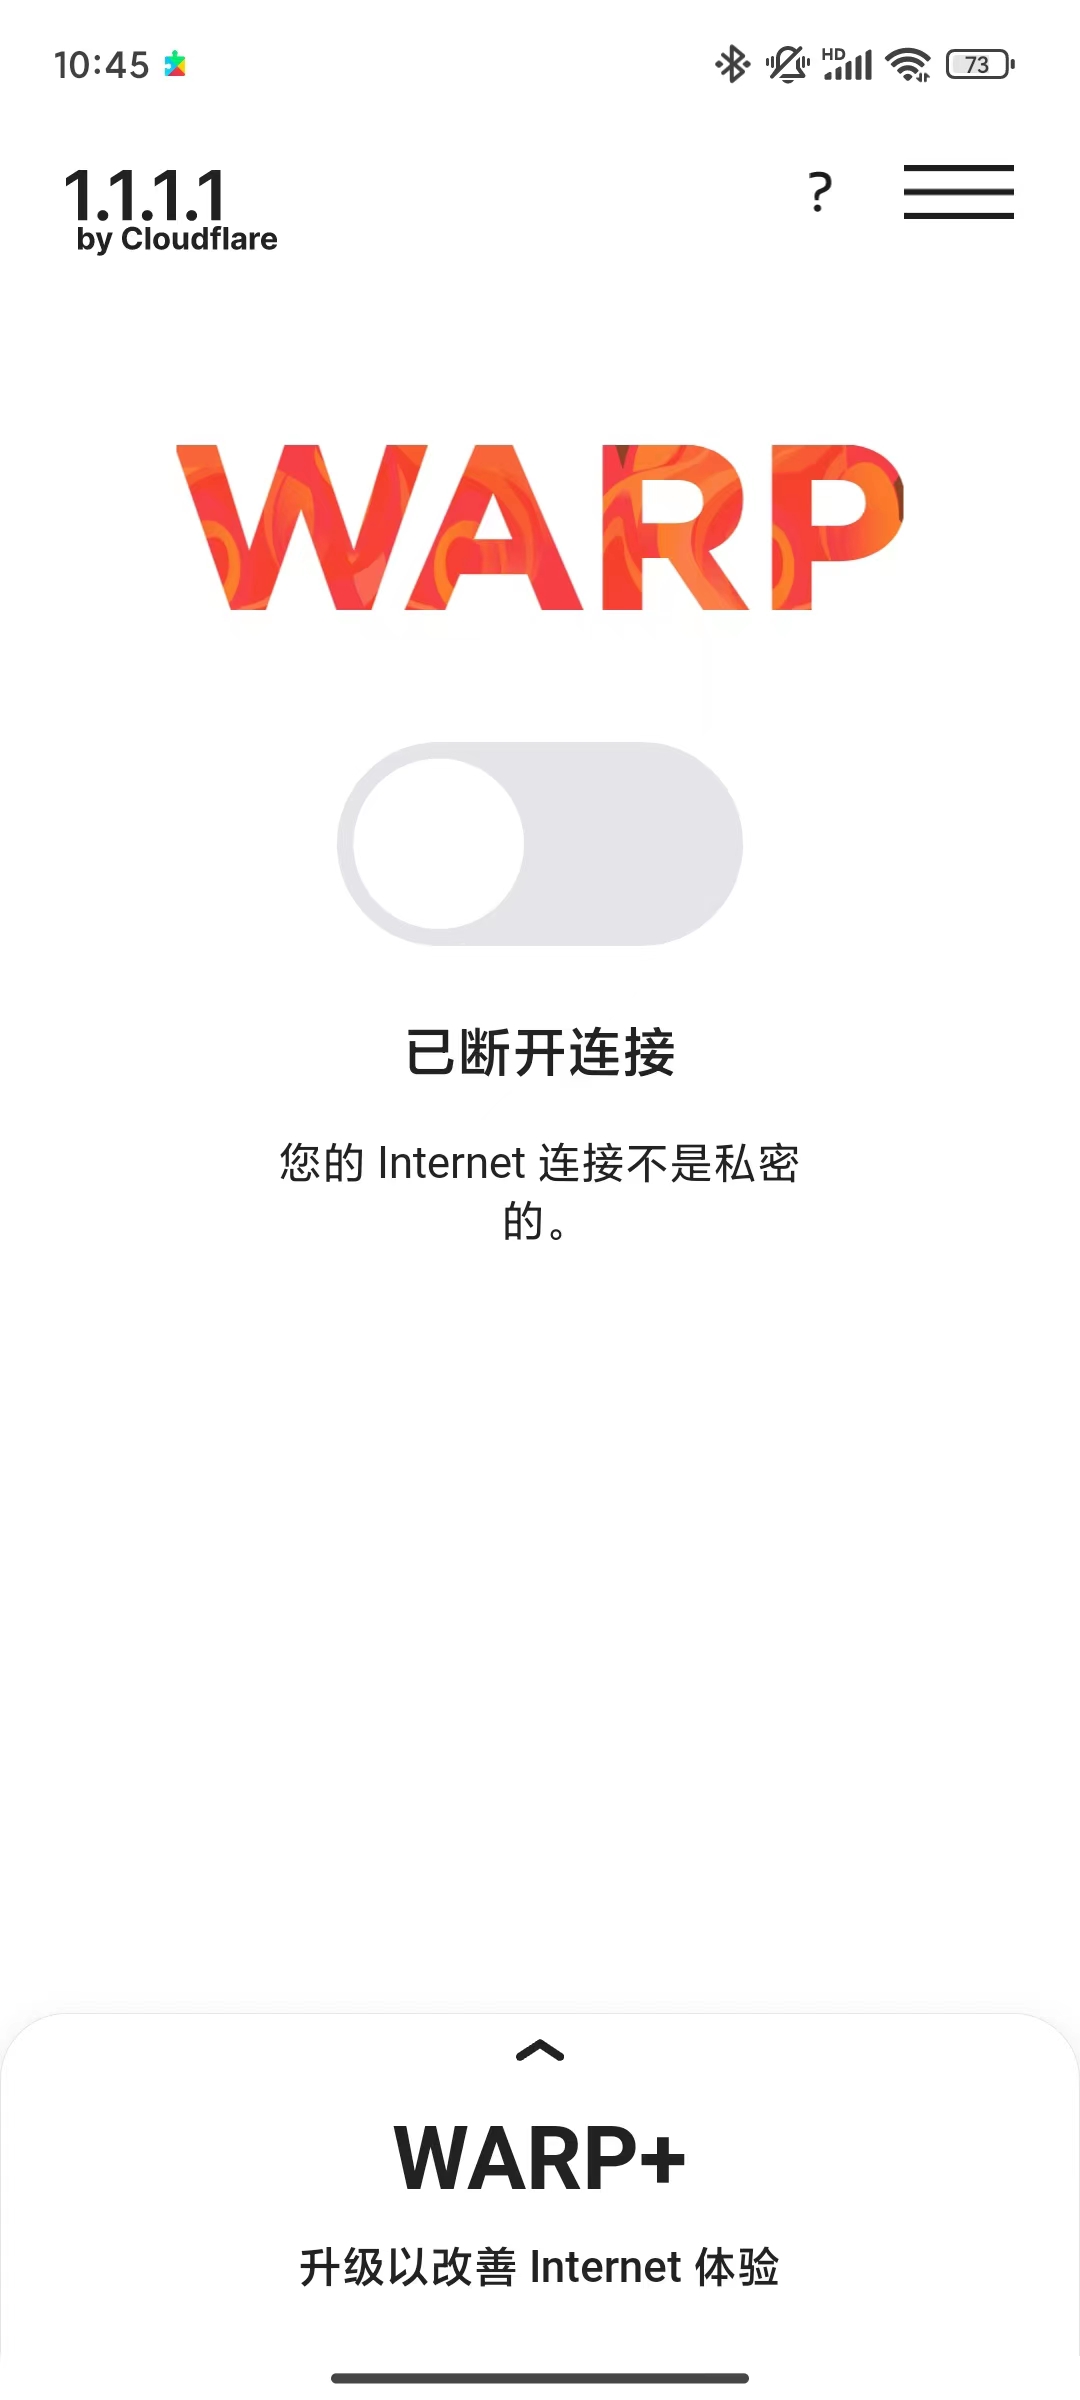 10:45
HD
73
1.1.1.1
by Cloudflare
?
WARP
已断开连接
您的 Internet 连接不是私密
的。
WARP+
升级以改善 Internet 体验